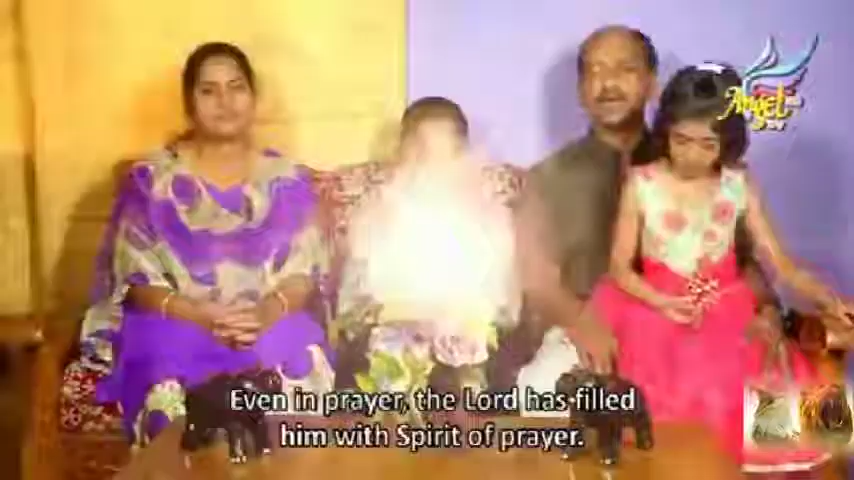 Angel
Even in prayer, the Lord has filled
him with Spirit of prayer.